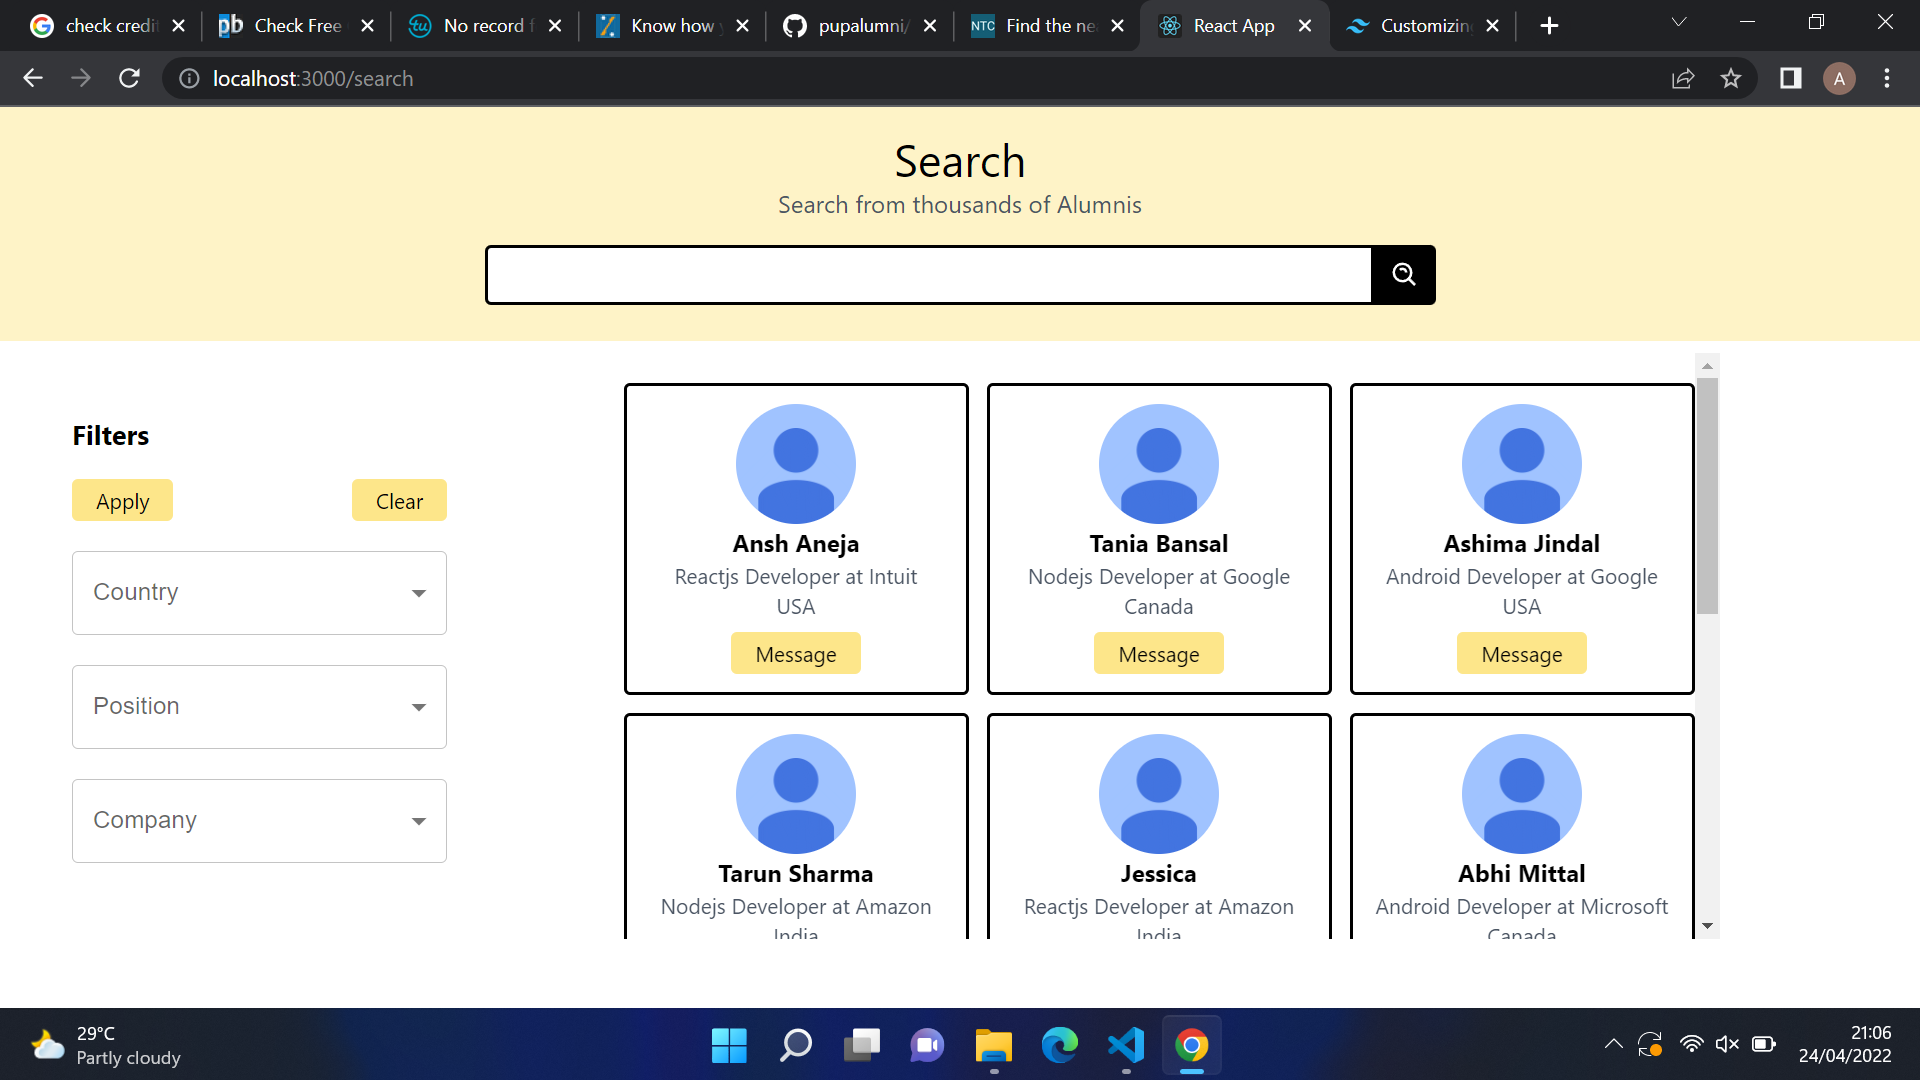 check credi
Check Free
No record f
Know how y
pupalumni/
NTC
Find the ne
React App
Customizing
localhost:3000/search
A
Search
Search from thousands of Alumnis
Filters
Apply
Clear
Country
Position
Company
Ansh Aneja
Reactjs Developer at Intuit
USA
Message
Tania Bansal
Nodejs Developer at Google
Canada
Message
Ashima Jindal
Android Developer at Google
USA
Message
Tarun Sharma
Nodejs Developer at Amazon
India
Jessica
Reactjs Developer at Amazon
India
Abhi Mittal
Android Developer at Microsoft
Canada
29°C
Partly cloudy
21:06
24/04/2022